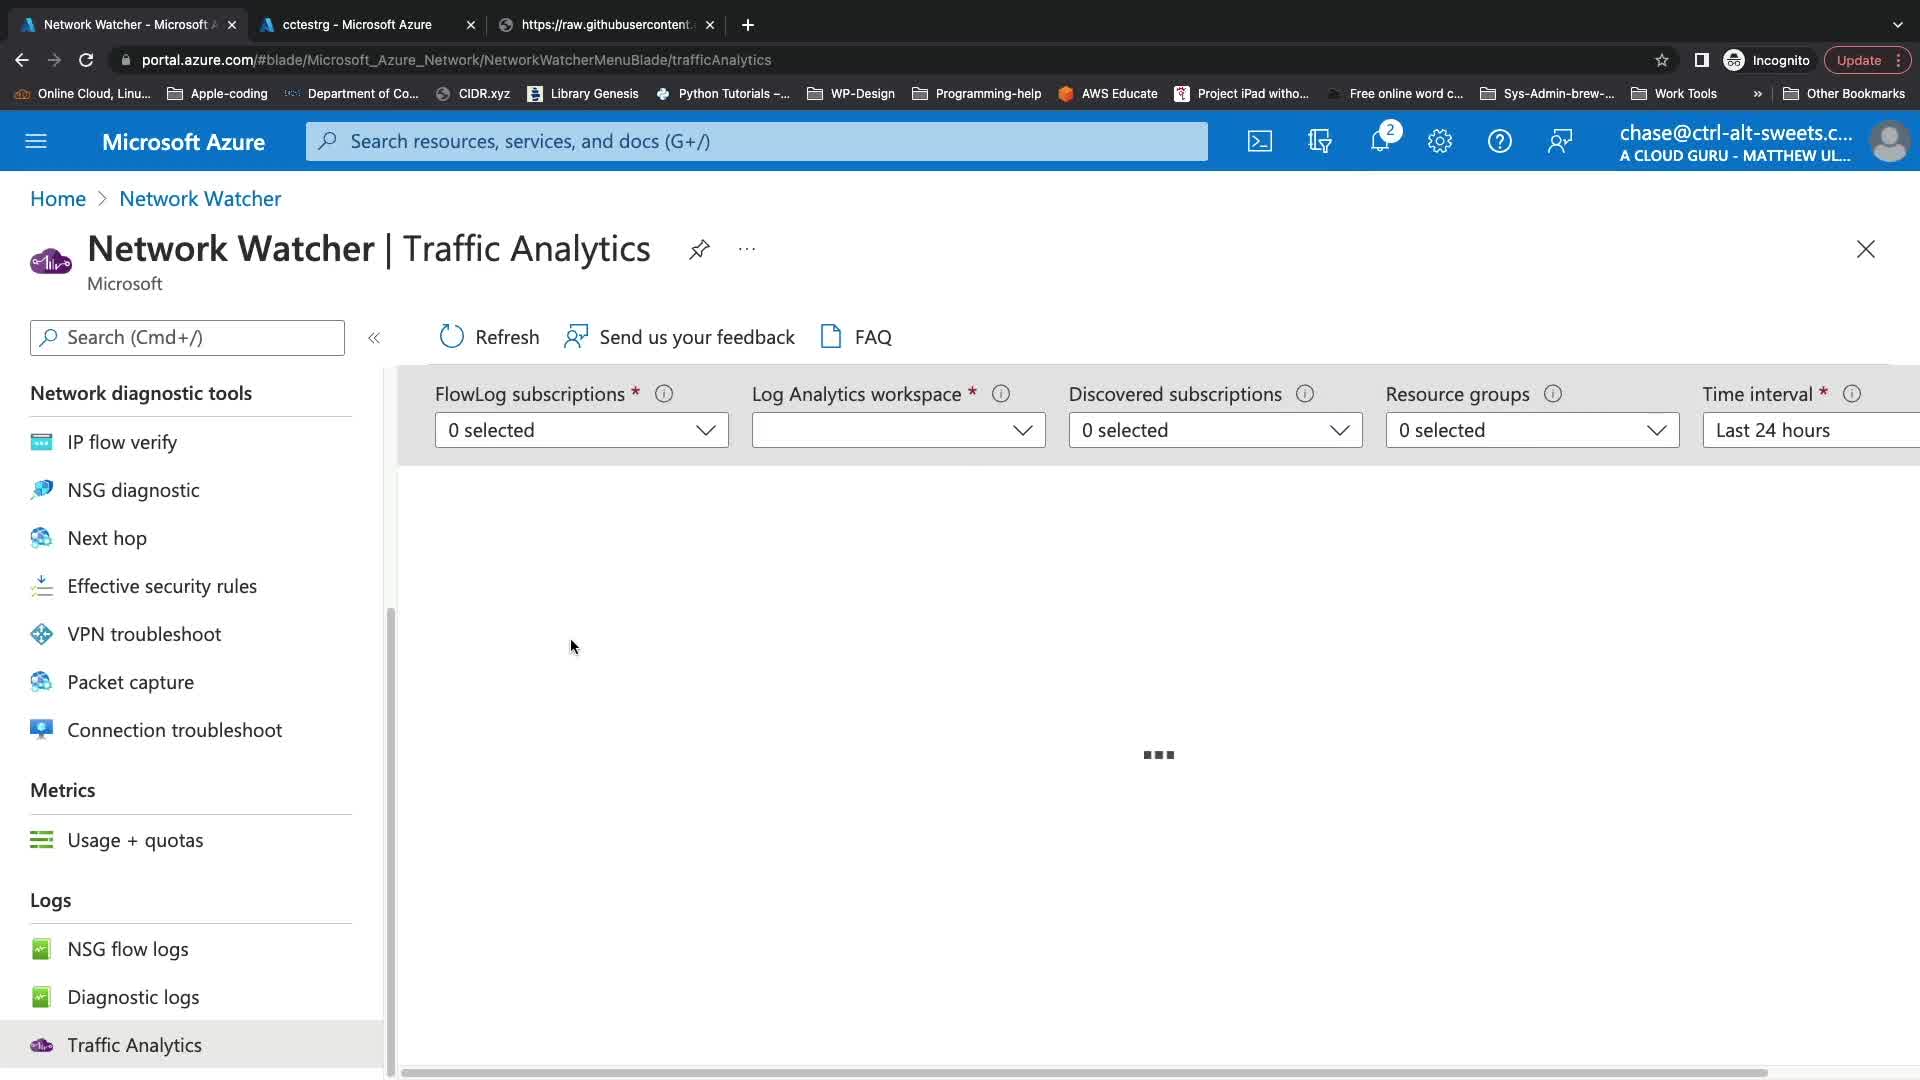 Network Watcher - Microsoft A
cctestrg - Microsoft Azure
https://raw.githubusercontent.
portal.azure.com/#blade/Microsoft_Azure_Network/NetworkWatcherMenuBlade/trafficAnalytics
Incognito
Update
Online Cloud, Linu...
Apple-coding
Department of Co...
CIDR.xyz
Library Genesis
Python Tutorials –...
WP-Design
Programming-help
AWS Educate
Project iPad witho...
Free online word c...
Sys-Admin-brew-...
Work Tools
»
Other Bookmarks
Microsoft Azure
Search resources, services, and docs (G+/)
2
chase@ctrl-alt-sweets.c...
A CLOUD GURU - MATTHEW UL...
Home > Network Watcher
Network Watcher | Traffic Analytics
...
Microsoft
Search (Cmd+/)
«
Refresh
Send us your feedback
FAQ
Network diagnostic tools
IP flow verify
NSG diagnostic
Next hop
Effective security rules
VPN troubleshoot
Packet capture
Connection troubleshoot
Metrics
Usage + quotas
Logs
NSG flow logs
Diagnostic logs
Traffic Analytics
FlowLog subscriptions *
0 selected
Log Analytics workspace *
Discovered subscriptions
0 selected
Resource groups
0 selected
Time interval *
Last 24 hours